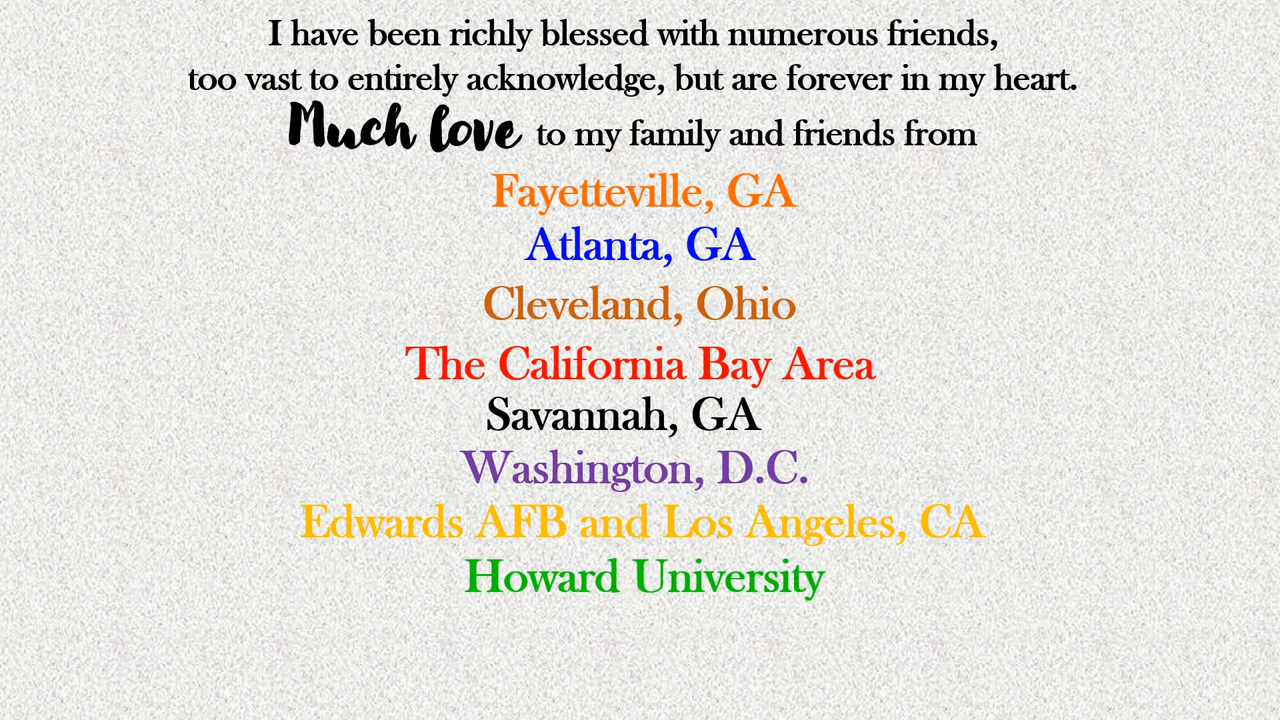 I have been richly blessed with numerous friends,
too vast to entirely acknowledge, but are forever in my heart.
Much love to my family and friends from
Fayetteville, GA
Atlanta, GA
Cleveland, Ohio
The California Bay Area
Savannah, GA
Washington, D.C.
Edwards AFB and Los Angeles, CA
Howard University